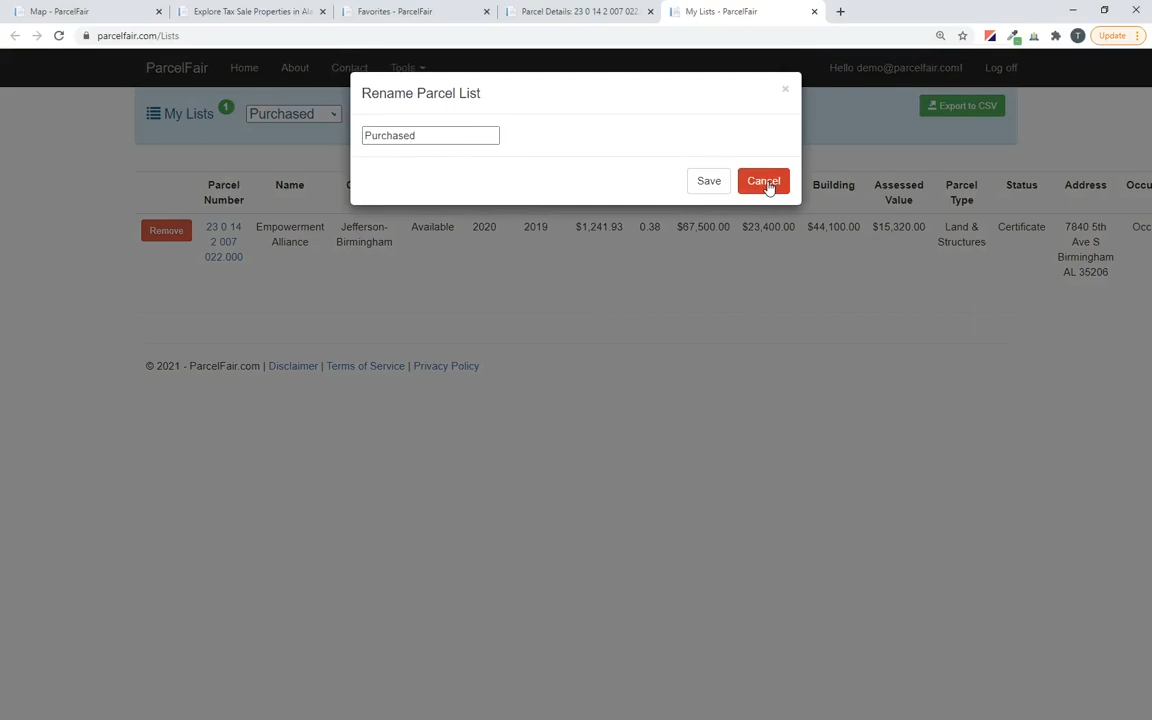 Map - ParcelFair
Explore Tax Sale Properties in Ala
Favorites - ParcelFair
Parcel Details: 23 0 14 2 007 022.
My Lists - ParcelFair
parcelfair.com/Lists
T
Update
ParcelFair
Home
About
Contact
Tools
Hello demo@parcelfair.com!
Log off
My Lists
1
Purchased
Export to CSV
Rename Parcel List
×
Purchased
Save
Cancel
Parcel
Number
Name
Building
Assessed
Value
Parcel
Type
Status
Address
Occu
Remove
23 0 14
2 007
022.000
Empowerment
Alliance
Jefferson-
Birmingham
Available
2020
2019
$1,241.93
0.38
$67,500.00
$23,400.00
$44,100.00
$15,320.00
Land &
Structures
Certificate
7840 5th
Ave S
Birmingham
AL 35206
Occ
© 2021 - ParcelFair.com | Disclaimer | Terms of Service | Privacy Policy